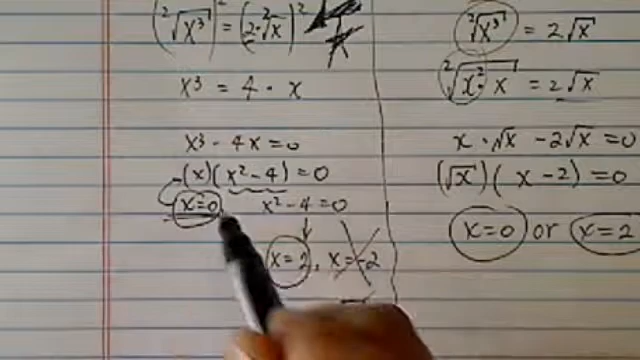 (²√x³)² = (2·²√x)²
x³ = 4 · x
x³ - 4x = 0
(x)(x² - 4) = 0
x = 0 x² - 4 = 0
x = 2, x = -2
²√x³ = 2√x
²√x²·x = 2√x
x · √x - 2√x = 0
(√x)(x - 2) = 0
x = 0 or x = 2